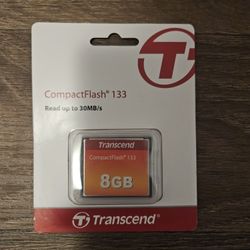 CompactFlash® 133
Read up to 30MB/s
Transcend
CompactFlash® 133
8GB
Transcend